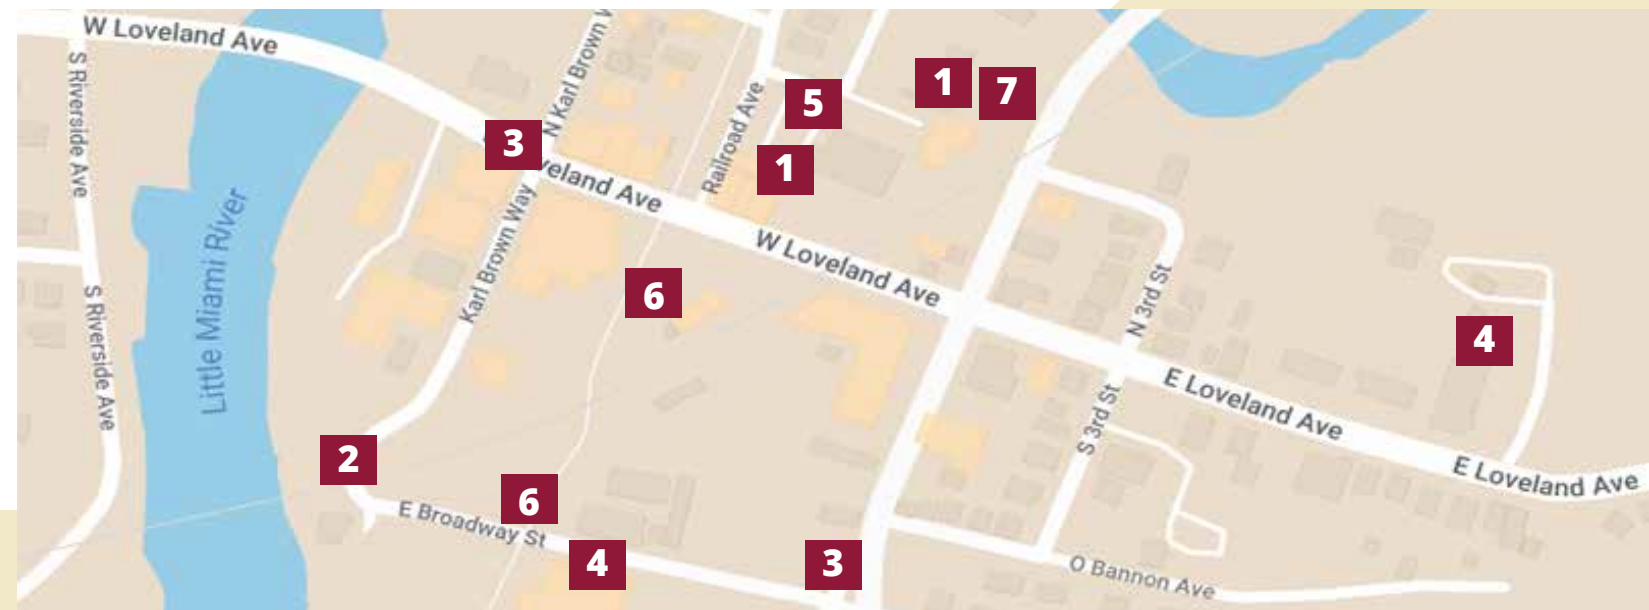 W Loveland Ave
S Riverside Ave
N Karl Brown
1
7
5
Railroad Ave
3
veland Ave
1
Little Miami River
Karl Brown Way
W Loveland Ave
6
N 3rd St
4
S Riverside Ave
E Loveland Ave
S 3rd St
2
E Loveland Ave
6
E Broadway St
4
3
O Bannon Ave